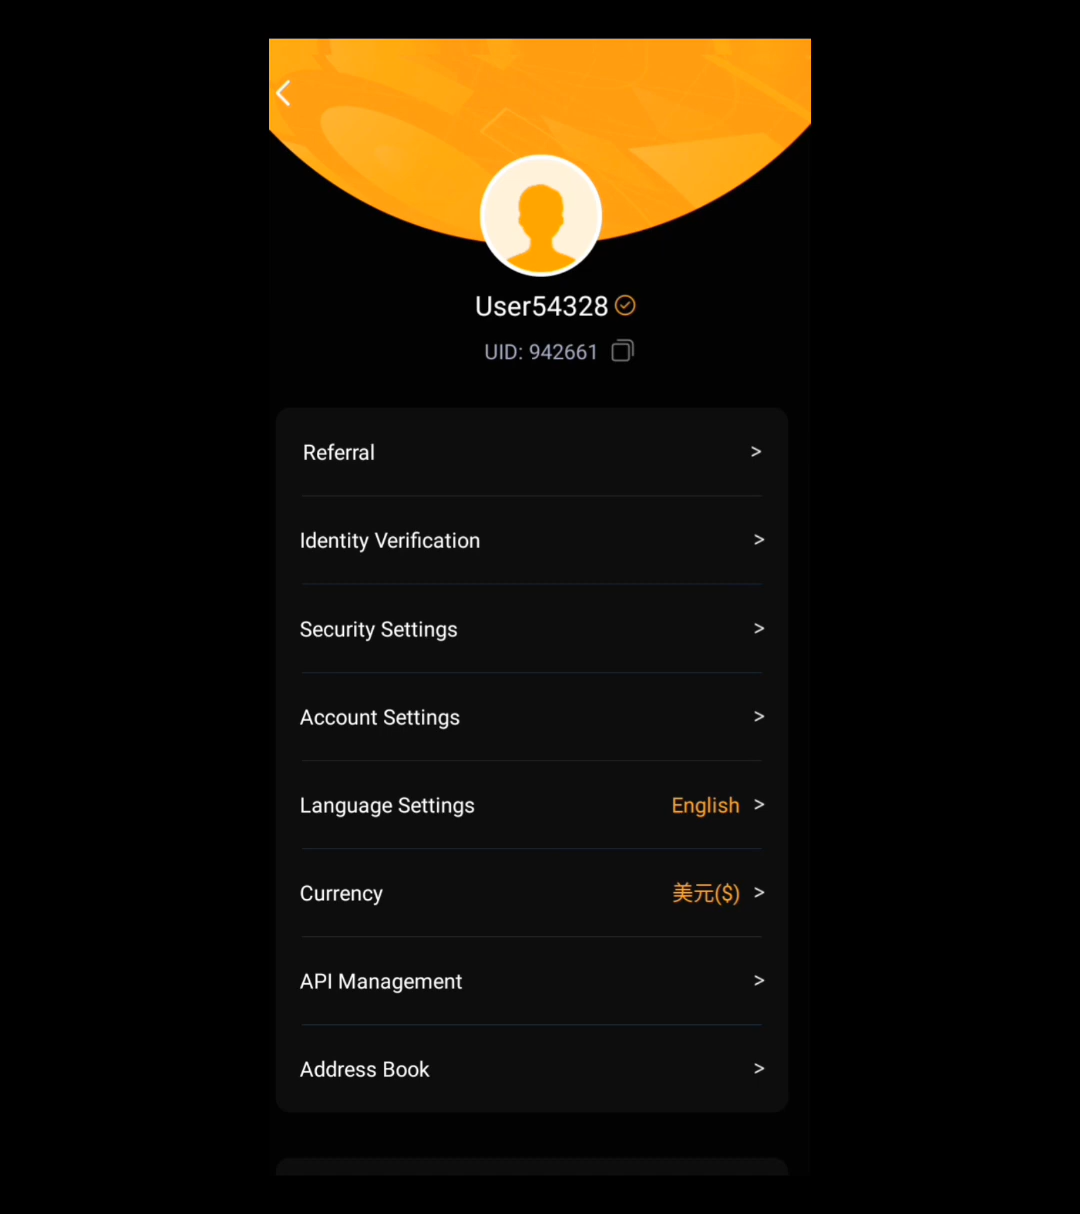 User54328
UID: 942661
Referral >
Identity Verification >
Security Settings >
Account Settings >
Language Settings English >
Currency 美元($) >
API Management >
Address Book >